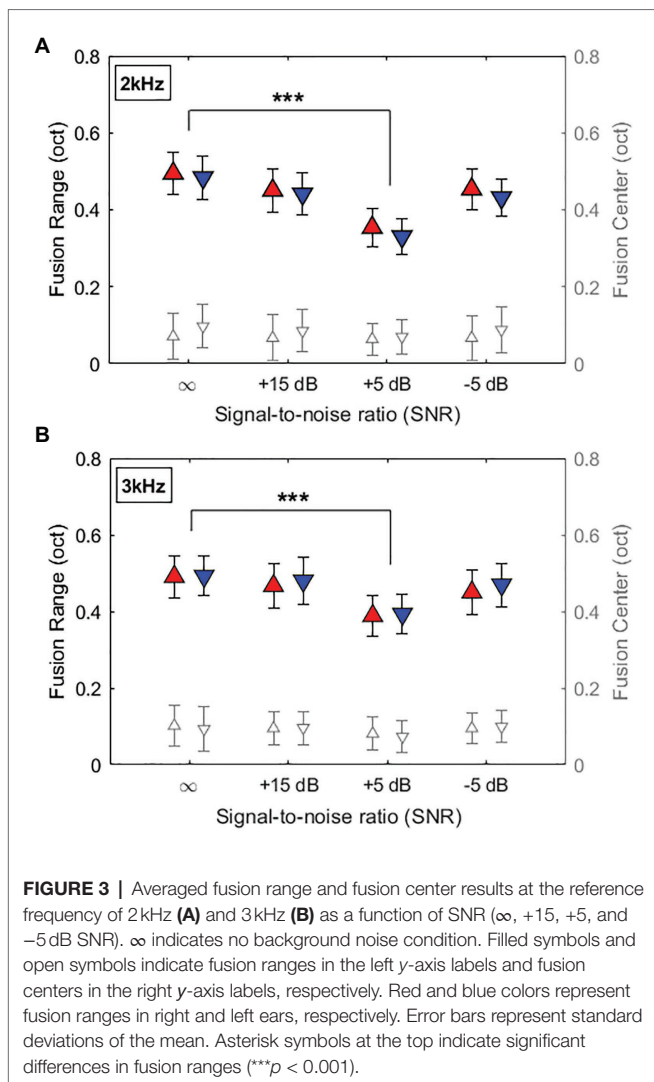 A
0.8
0.8
2kHz
***
0.6
0.6
Fusion Range (oct)
Fusion Center (oct)
0.4
0.4
0.2
0.2
0
0
∞ +15 dB +5 dB -5 dB
Signal-to-noise ratio (SNR)
B
0.8
0.8
3kHz
***
0.6
0.6
Fusion Range (oct)
Fusion Center (oct)
0.4
0.4
0.2
0.2
0
0
∞ +15 dB +5 dB -5 dB
Signal-to-noise ratio (SNR)
FIGURE 3 | Averaged fusion range and fusion center results at the reference
frequency of 2 kHz (A) and 3 kHz (B) as a function of SNR (∞, +15, +5, and
−5 dB SNR). ∞ indicates no background noise condition. Filled symbols and
open symbols indicate fusion ranges in the left y-axis labels and fusion
centers in the right y-axis labels, respectively. Red and blue colors represent
fusion ranges in right and left ears, respectively. Error bars represent standard
deviations of the mean. Asterisk symbols at the top indicate significant
differences in fusion ranges (***p < 0.001).